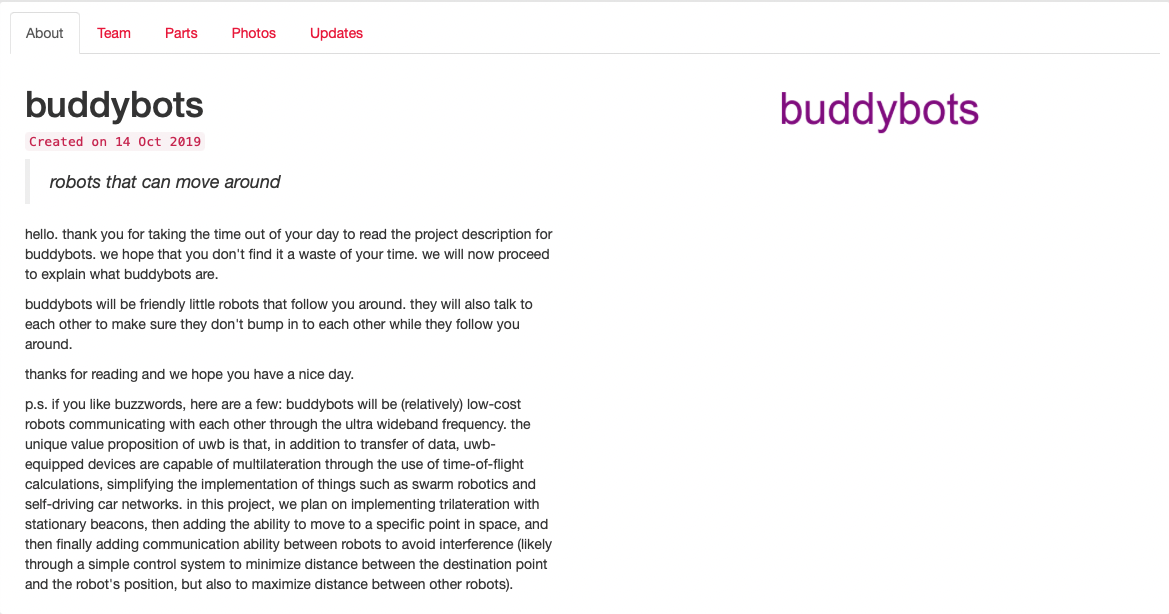 About Team Parts Photos Updates
buddybots
Created on 14 Oct 2019
robots that can move around
hello. thank you for taking the time out of your day to read the project description for
buddybots. we hope that you don't find it a waste of your time. we will now proceed
to explain what buddybots are.
buddybots will be friendly little robots that follow you around. they will also talk to
each other to make sure they don't bump in to each other while they follow you
around.
thanks for reading and we hope you have a nice day.
p.s. if you like buzzwords, here are a few: buddybots will be (relatively) low-cost
robots communicating with each other through the ultra wideband frequency. the
unique value proposition of uwb is that, in addition to transfer of data, uwb-
equipped devices are capable of multilateration through the use of time-of-flight
calculations, simplifying the implementation of things such as swarm robotics and
self-driving car networks. in this project, we plan on implementing trilateration with
stationary beacons, then adding the ability to move to a specific point in space, and
then finally adding communication ability between robots to avoid interference (likely
through a simple control system to minimize distance between the destination point
and the robot's position, but also to maximize distance between other robots).
buddybots